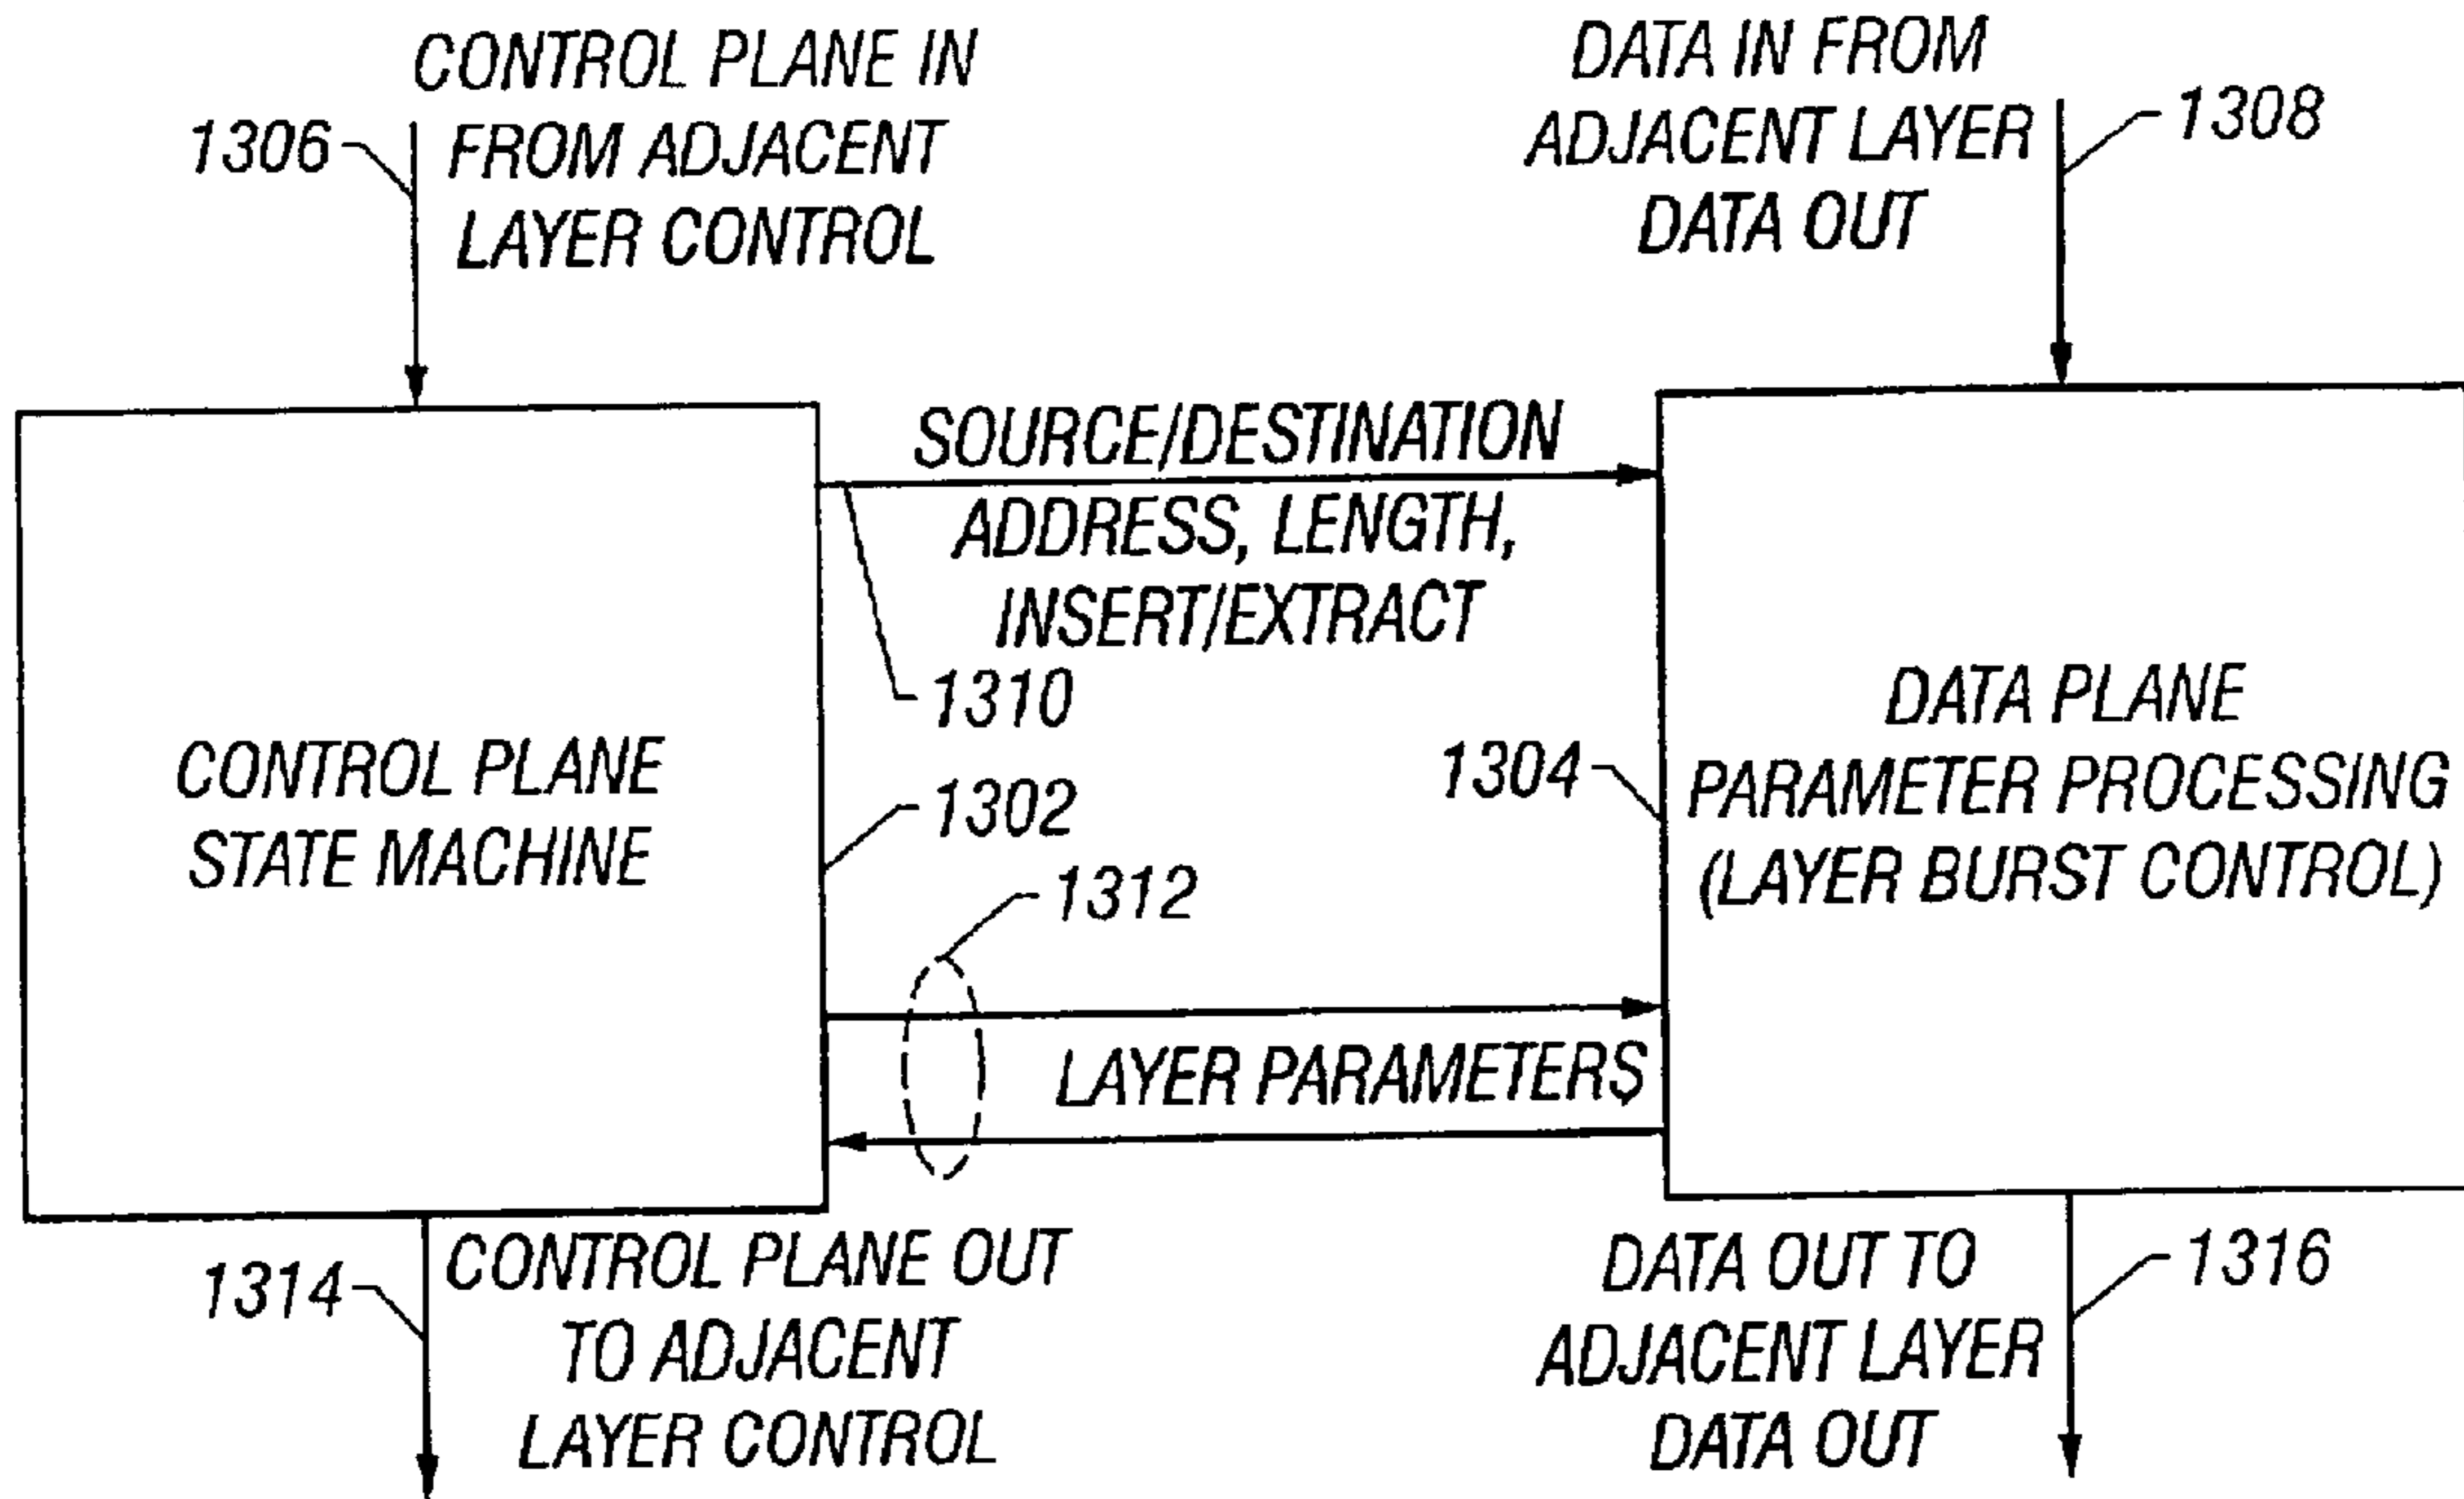 CONTROL PLANE IN
FROM ADJACENT
LAYER CONTROL
1306
DATA IN FROM
ADJACENT LAYER
DATA OUT
1308
SOURCE/DESTINATION
ADDRESS, LENGTH,
INSERT/EXTRACT
1310
CONTROL PLANE
STATE MACHINE
1302
1304
DATA PLANE
PARAMETER PROCESSING
(LAYER BURST CONTROL)
1312
LAYER PARAMETERS
1314
CONTROL PLANE OUT
TO ADJACENT
LAYER CONTROL
DATA OUT TO
ADJACENT LAYER
DATA OUT
1316